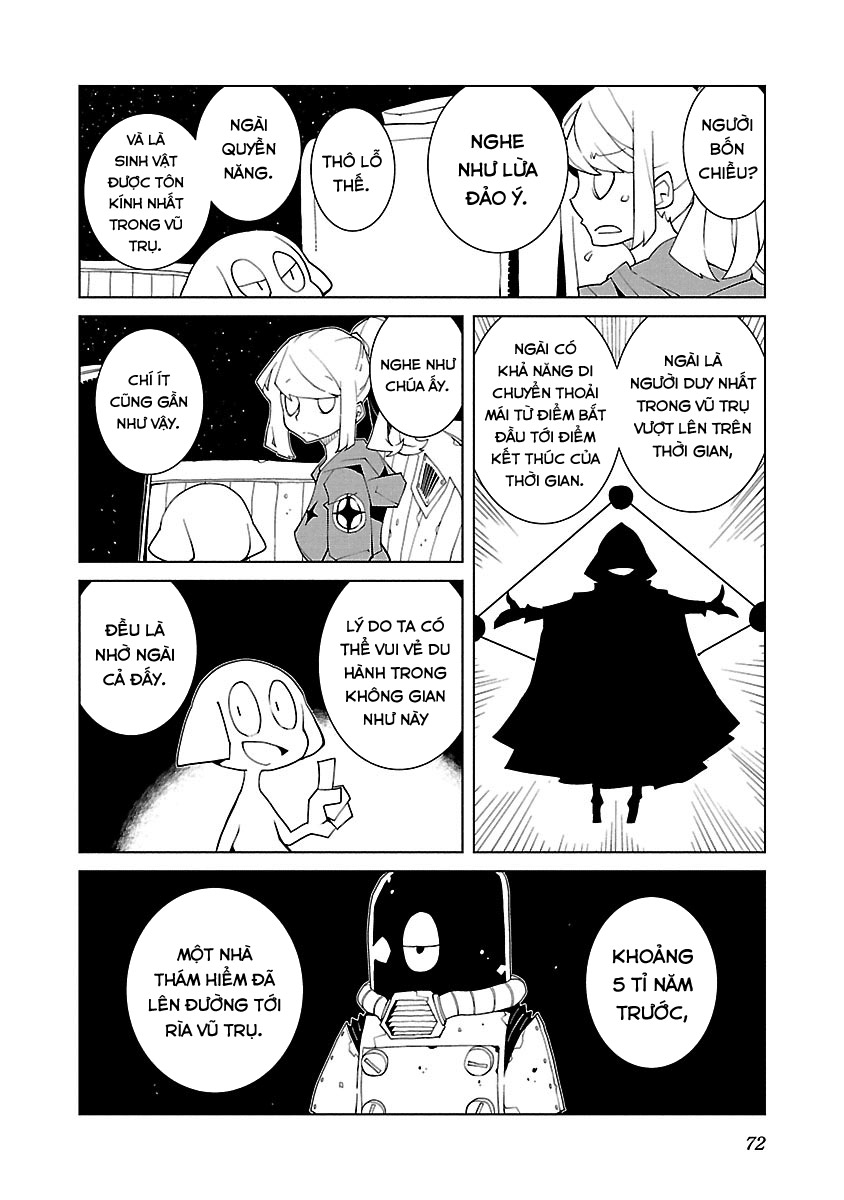 NGƯỜI
BỐN
CHIỀU?
NGHE
NHƯ LỪA
ĐẢO Ý.
THÔ LỖ
THẾ.
NGÀI
QUYỀN
NĂNG.
VÀ LÀ
SINH VẬT
ĐƯỢC TÔN
KÍNH NHẤT
TRONG VŨ
TRỤ.
NGÀI LÀ
NGƯỜI DUY NHẤT
TRONG VŨ TRỤ
VƯỢT LÊN TRÊN
THỜI GIAN,
NGÀI CÓ
KHẢ NĂNG DI
CHUYỂN THOẢI
MÁI TỪ ĐIỂM BẮT
ĐẦU TỚI ĐIỂM
KẾT THÚC CỦA
THỜI GIAN.
NGHE NHƯ
CHÚA ẤY.
CHÍ ÍT
CŨNG GẦN
NHƯ VẬY.
LÝ DO TA CÓ
THỂ VUI VẺ DU
HÀNH TRONG
KHÔNG GIAN
NHƯ NÀY
ĐỀU LÀ
NHỜ NGÀI
CẢ ĐẤY.
KHOẢNG
5 TỈ NĂM
TRƯỚC,
MỘT NHÀ
THÁM HIỂM ĐÃ
LÊN ĐƯỜNG TỚI
RÌA VŨ TRỤ.
72